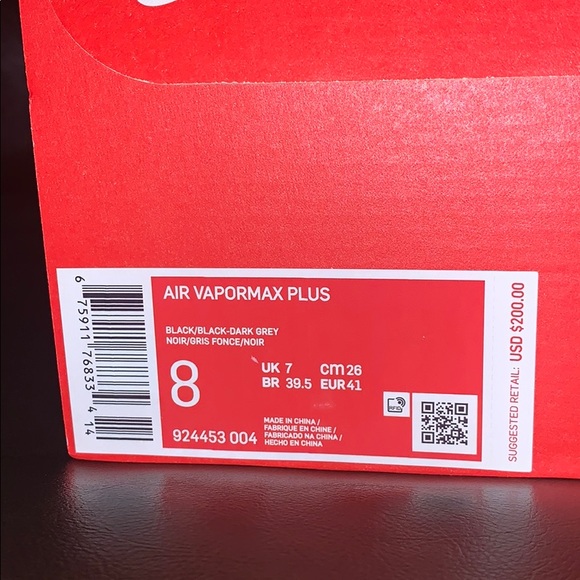 AIR VAPORMAX PLUS
BLACK/BLACK-DARK GREY
NOIR/GRIS FONCE/NOIR
8
UK 7 cm 26
BR 39.5 EUR 41
924453 004
MADE IN CHINA /
FABRIQUE EN CHINE /
FABRICADO NA CHINA /
HECHO EN CHINA
RFID
6 75911 76833 4 14
SUGGESTED RETAIL: USD $200.00